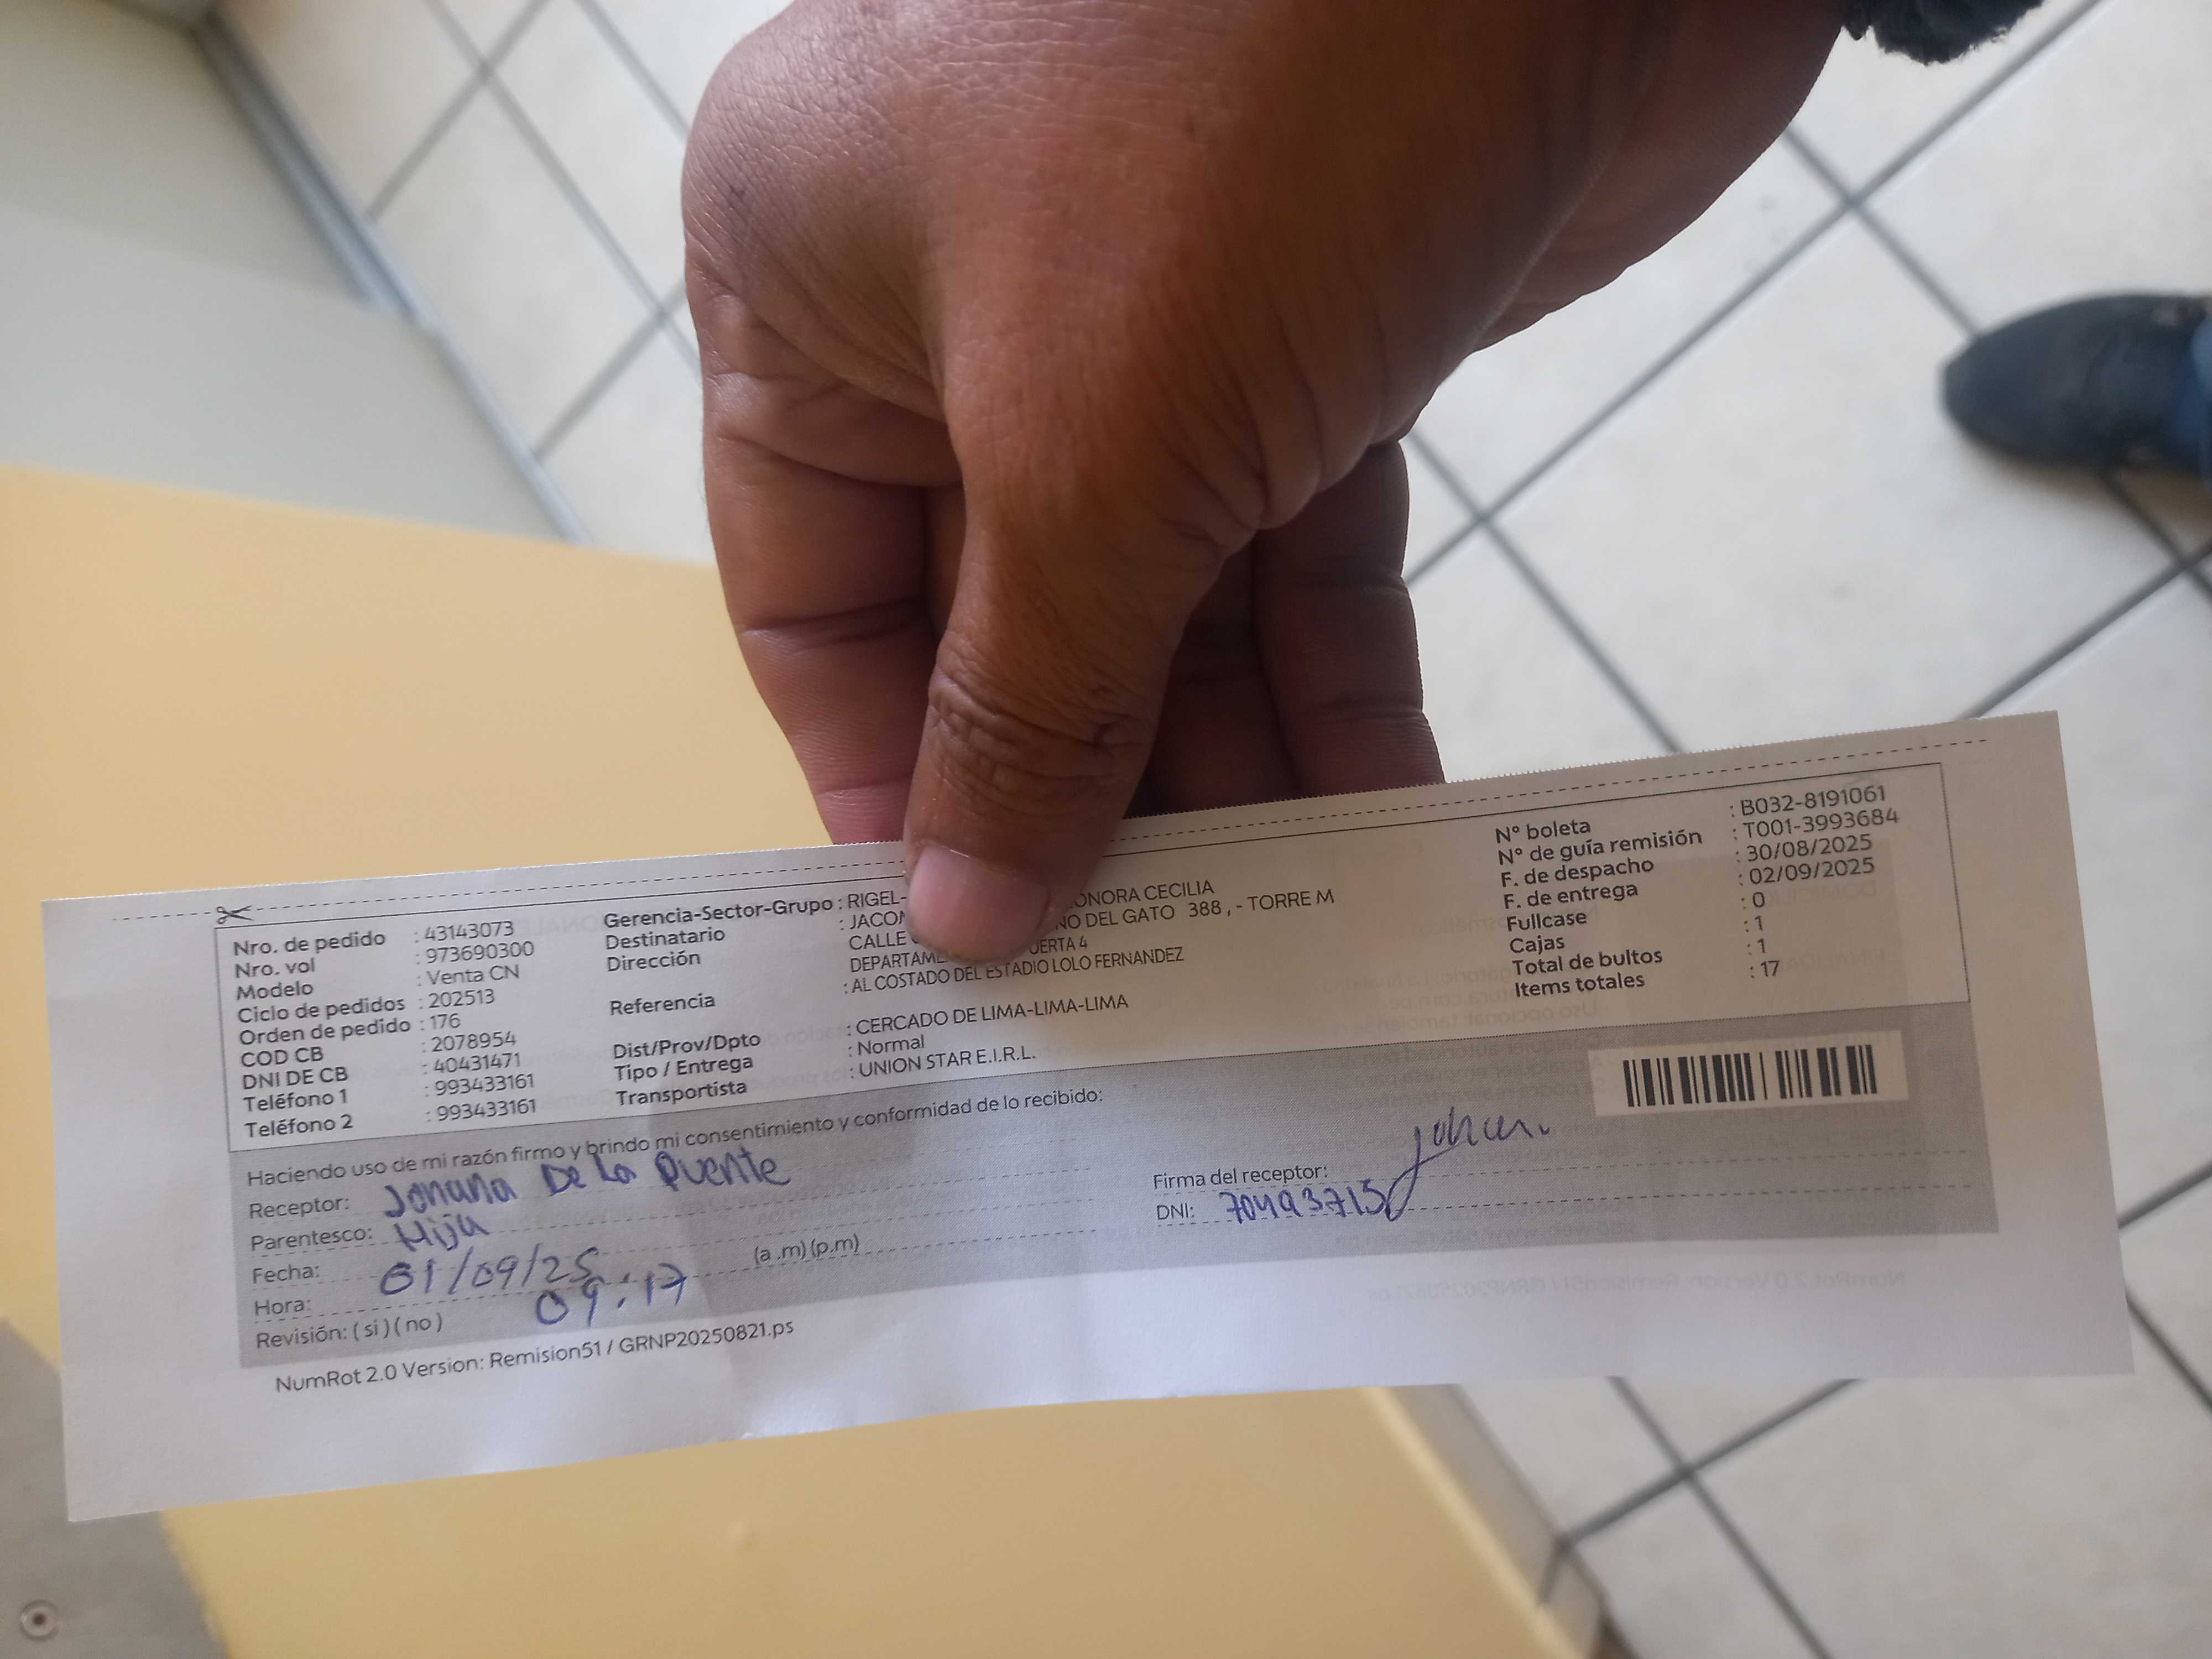 Nro. de pedido : 43143073
Nro. vol : 973690300
Modelo : Venta CN
Ciclo de pedidos : 202513
Orden de pedido : 176
COD CB : 2078954
DNI DE CB : 40431471
Teléfono 1 : 993433161
Teléfono 2 : 993433161
Gerencia-Sector-Grupo : RIGEL-
Destinatario : CECILIA
Dirección : CALLE DEL GATO 388 , - TORRE M
4
Referencia : AL COSTADO DEL ESTADIO LOLO FERNANDEZ
Dist/Prov/Dpto : CERCADO DE LIMA-LIMA-LIMA
Tipo / Entrega : Normal
Transportista : UNION STAR E.I.R.L.
N° boleta : B032-8191061
N° de guía remisión : T001-3993684
F. de despacho : 30/08/2025
F. de entrega : 02/09/2025
Fullcase : 0
Cajas : 1
Total de bultos : 1
Items totales : 17
Haciendo uso de mi razón firmo y brindo mi consentimiento y conformidad de lo recibido:
Receptor: De La Puente
Parentesco: Hija
Fecha: 01/09/25
Hora: 09:17 (a .m) (p.m)
Revisión: ( si ) ( no )
Firma del receptor:
DNI: 70493715
NumRot 2.0 Version: Remision51 / GRNP20250821.ps